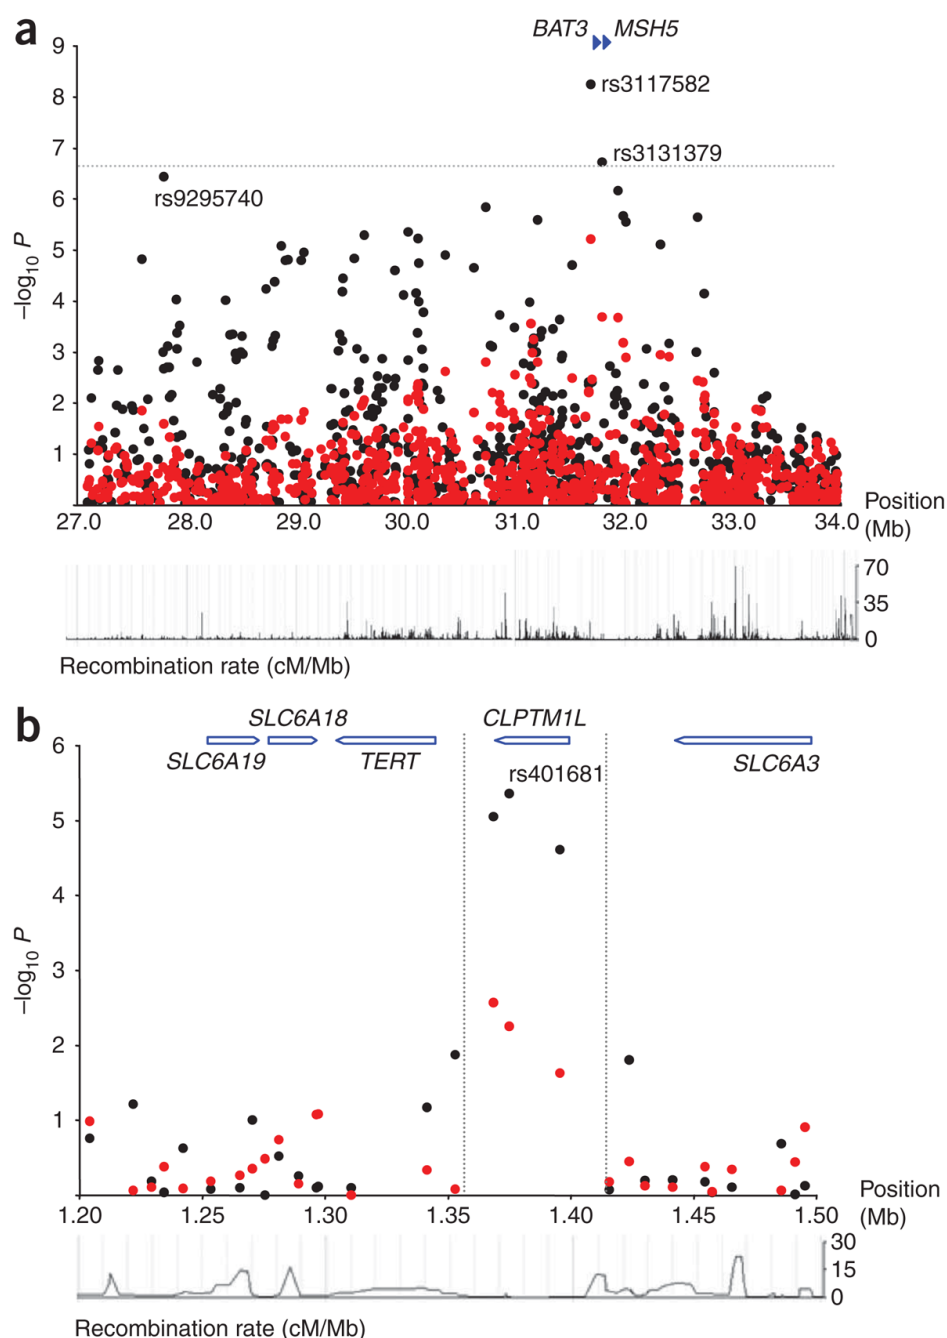 a
BAT3 MSH5
9
8
7
6
5
4
3
2
1
–log10 P
rs3117582
rs3131379
rs9295740
27.0 28.0 29.0 30.0 31.0 32.0 33.0 34.0
Position
(Mb)
70
35
0
Recombination rate (cM/Mb)
b
SLC6A18 CLPTM1L
SLC6A19 TERT SLC6A3
rs401681
6
5
4
3
2
1
–log10 P
1.20 1.25 1.30 1.35 1.40 1.45 1.50
Position
(Mb)
30
15
0
Recombination rate (cM/Mb)